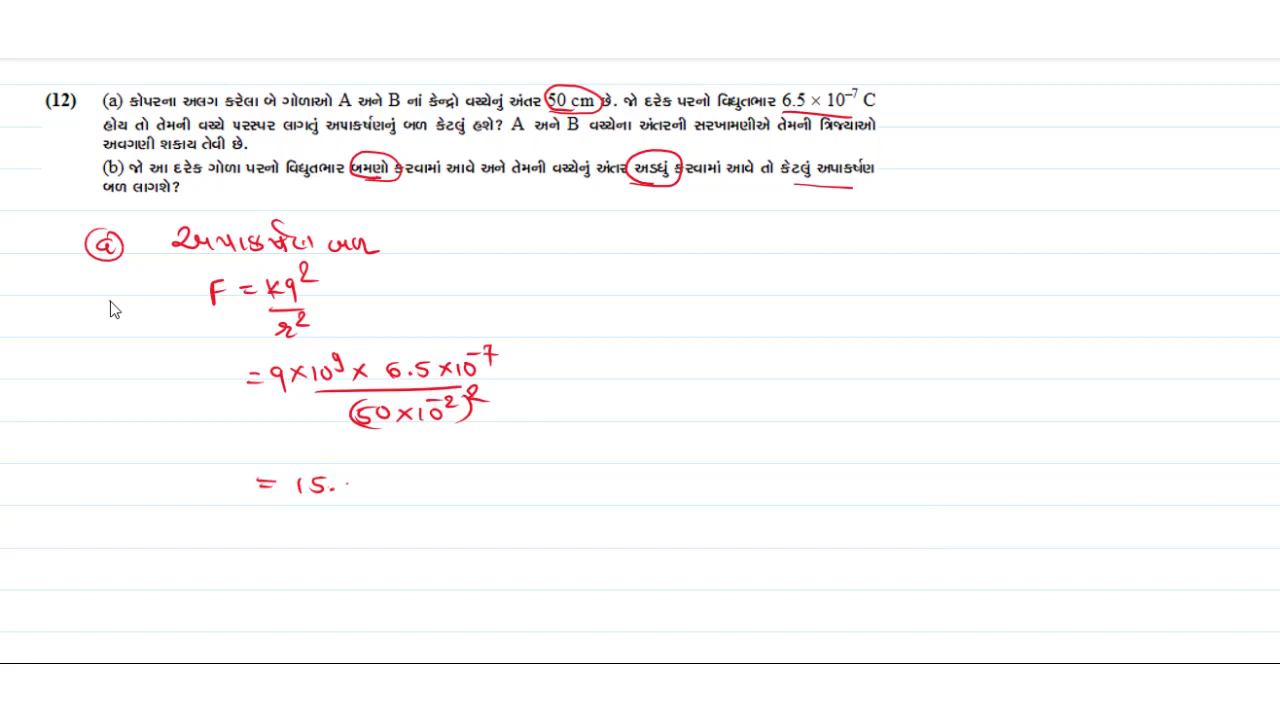 (12) (a) કોપરના અલગ કરેલા બે ગોળાઓ A અને B નાં કેન્દ્રો વચ્ચેનું અંતર 50 cm છે. જો દરેક પરનો વિદ્યુતભાર 6.5 × 10⁻⁷ C
હોય તો તેમની વચ્ચે પરસ્પર લાગતું અપાકર્ષણનું બળ કેટલું હશે? A અને B વચ્ચેના અંતરની સરખામણીએ તેમની ત્રિજ્યાઓ
અવગણી શકાય તેવી છે.
(b) જો આ દરેક ગોળા પરનો વિદ્યુતભાર બમણો કરવામાં આવે અને તેમની વચ્ચેનું અંતર અડધું કરવામાં આવે તો કેટલું અપાકર્ષણ
બળ લાગશે?
(a) અપાકર્ષણ બળ
F = kq²
r²
= 9×10⁹ × 6.5×10⁻⁷
(50×10⁻²)²
= 15.